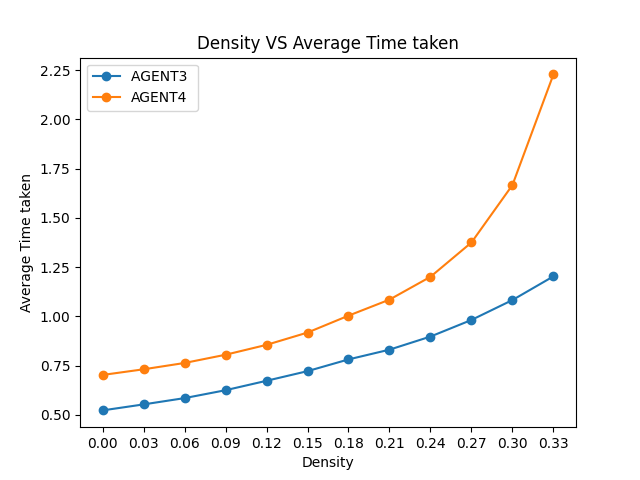 Density VS Average Time taken
AGENT3
AGENT4
Average Time taken
2.25
2.00
1.75
1.50
1.25
1.00
0.75
0.50
0.00 0.03 0.06 0.09 0.12 0.15 0.18 0.21 0.24 0.27 0.30 0.33
Density